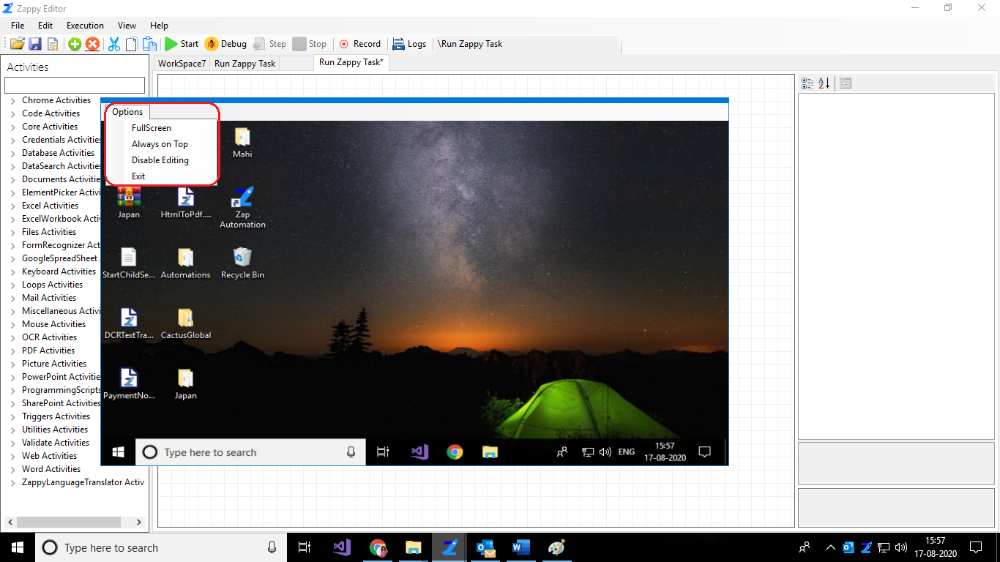 Zappy Editor
File Edit Execution View Help
Start Debug Step Stop Record Logs \Run Zappy Task
Activities
WorkSpace7 Run Zappy Task Run Zappy Task*
Chrome Activities
Code Activities
Core Activities
Credentials Activities
Database Activities
DataSearch Activities
Documents Activitie
ElementPicker Activi
Excel Activities
ExcelWorkbook Activ
Files Activities
FormRecognizer Act
GoogleSpreadSheet
Keyboard Activities
Loops Activities
Mail Activities
Miscellaneous Activi
Mouse Activities
OCR Activities
PDF Activities
Picture Activities
PowerPoint Activitie
ProgrammingScripts
SharePoint Activities
Triggers Activities
Utilities Activities
Validate Activities
Web Activities
Word Activities
ZappyLanguageTranslator Activ
Options
FullScreen
Always on Top
Disable Editing
Exit
Mahi
Japan HtmlToPdf.... Zap
Automation
StartChildSe... Automations Recycle Bin
DCRTextTra... CactusGlobal
PaymentNo... Japan
Type here to search
ENG
15:57
17-08-2020
Type here to search
15:57
17-08-2020